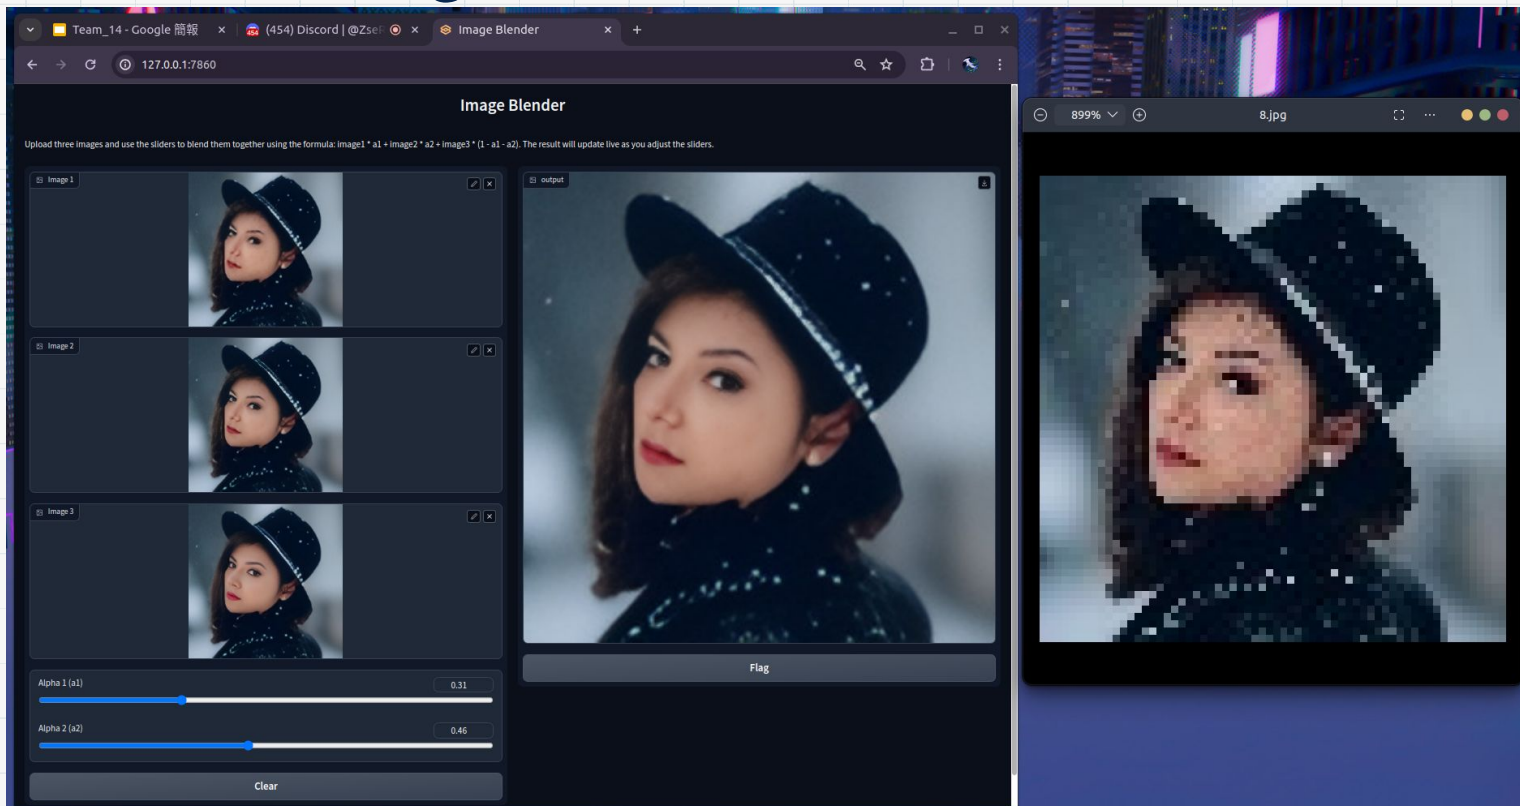 Team_14 - Google 簡報
(454) Discord | @Zse
Image Blender
127.0.0.1:7860
Image Blender
Upload three images and use the sliders to blend them together using the formula: image1 * a1 + image2 * a2 + image3 * (1 - a1 - a2). The result will update live as you adjust the sliders.
Image 1
Image 2
Image 3
Alpha 1 (a1)
0.31
Alpha 2 (a2)
0.46
Clear
output
Flag
899%
8.jpg